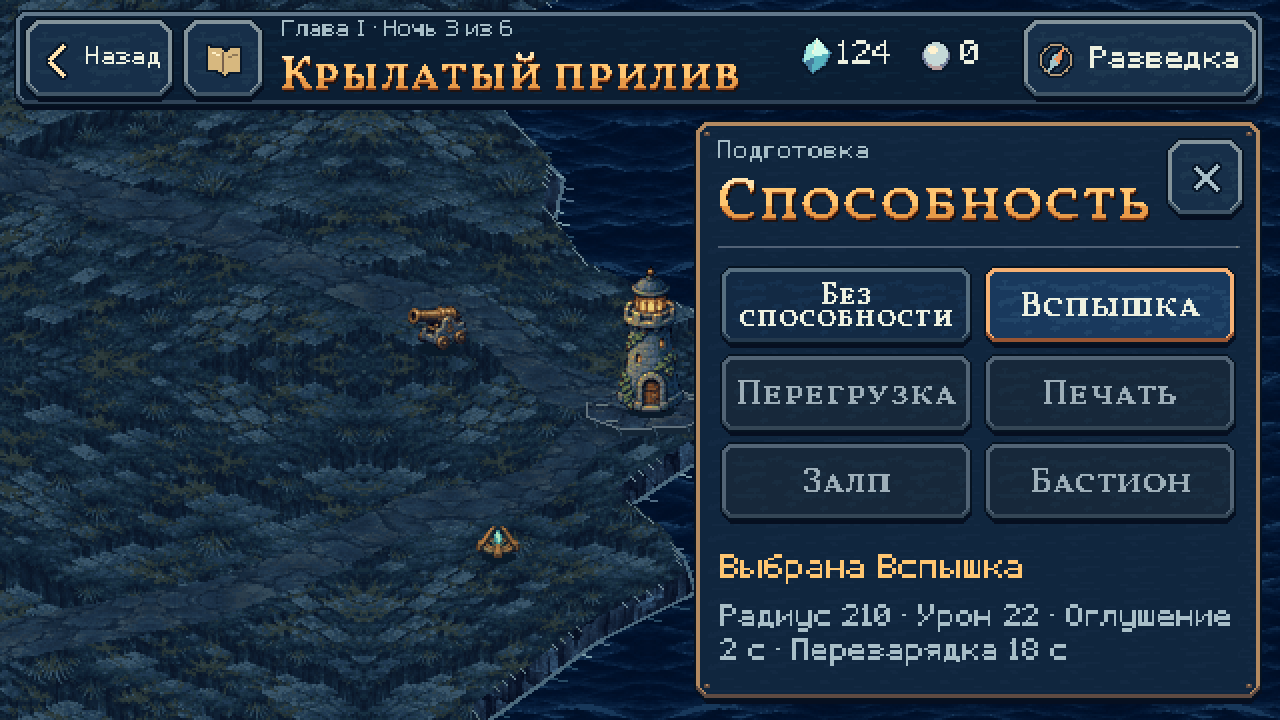 Назад
Глава I · Ночь 3 из 6
Крылатый прилив
124
0
Разведка
Подготовка
Способность
Без
способности
Вспышка
Перегрузка
Печать
Залп
Бастион
Выбрана Вспышка
Радиус 210 · Урон 22 · Оглушение
2 с · Перезарядка 18 с